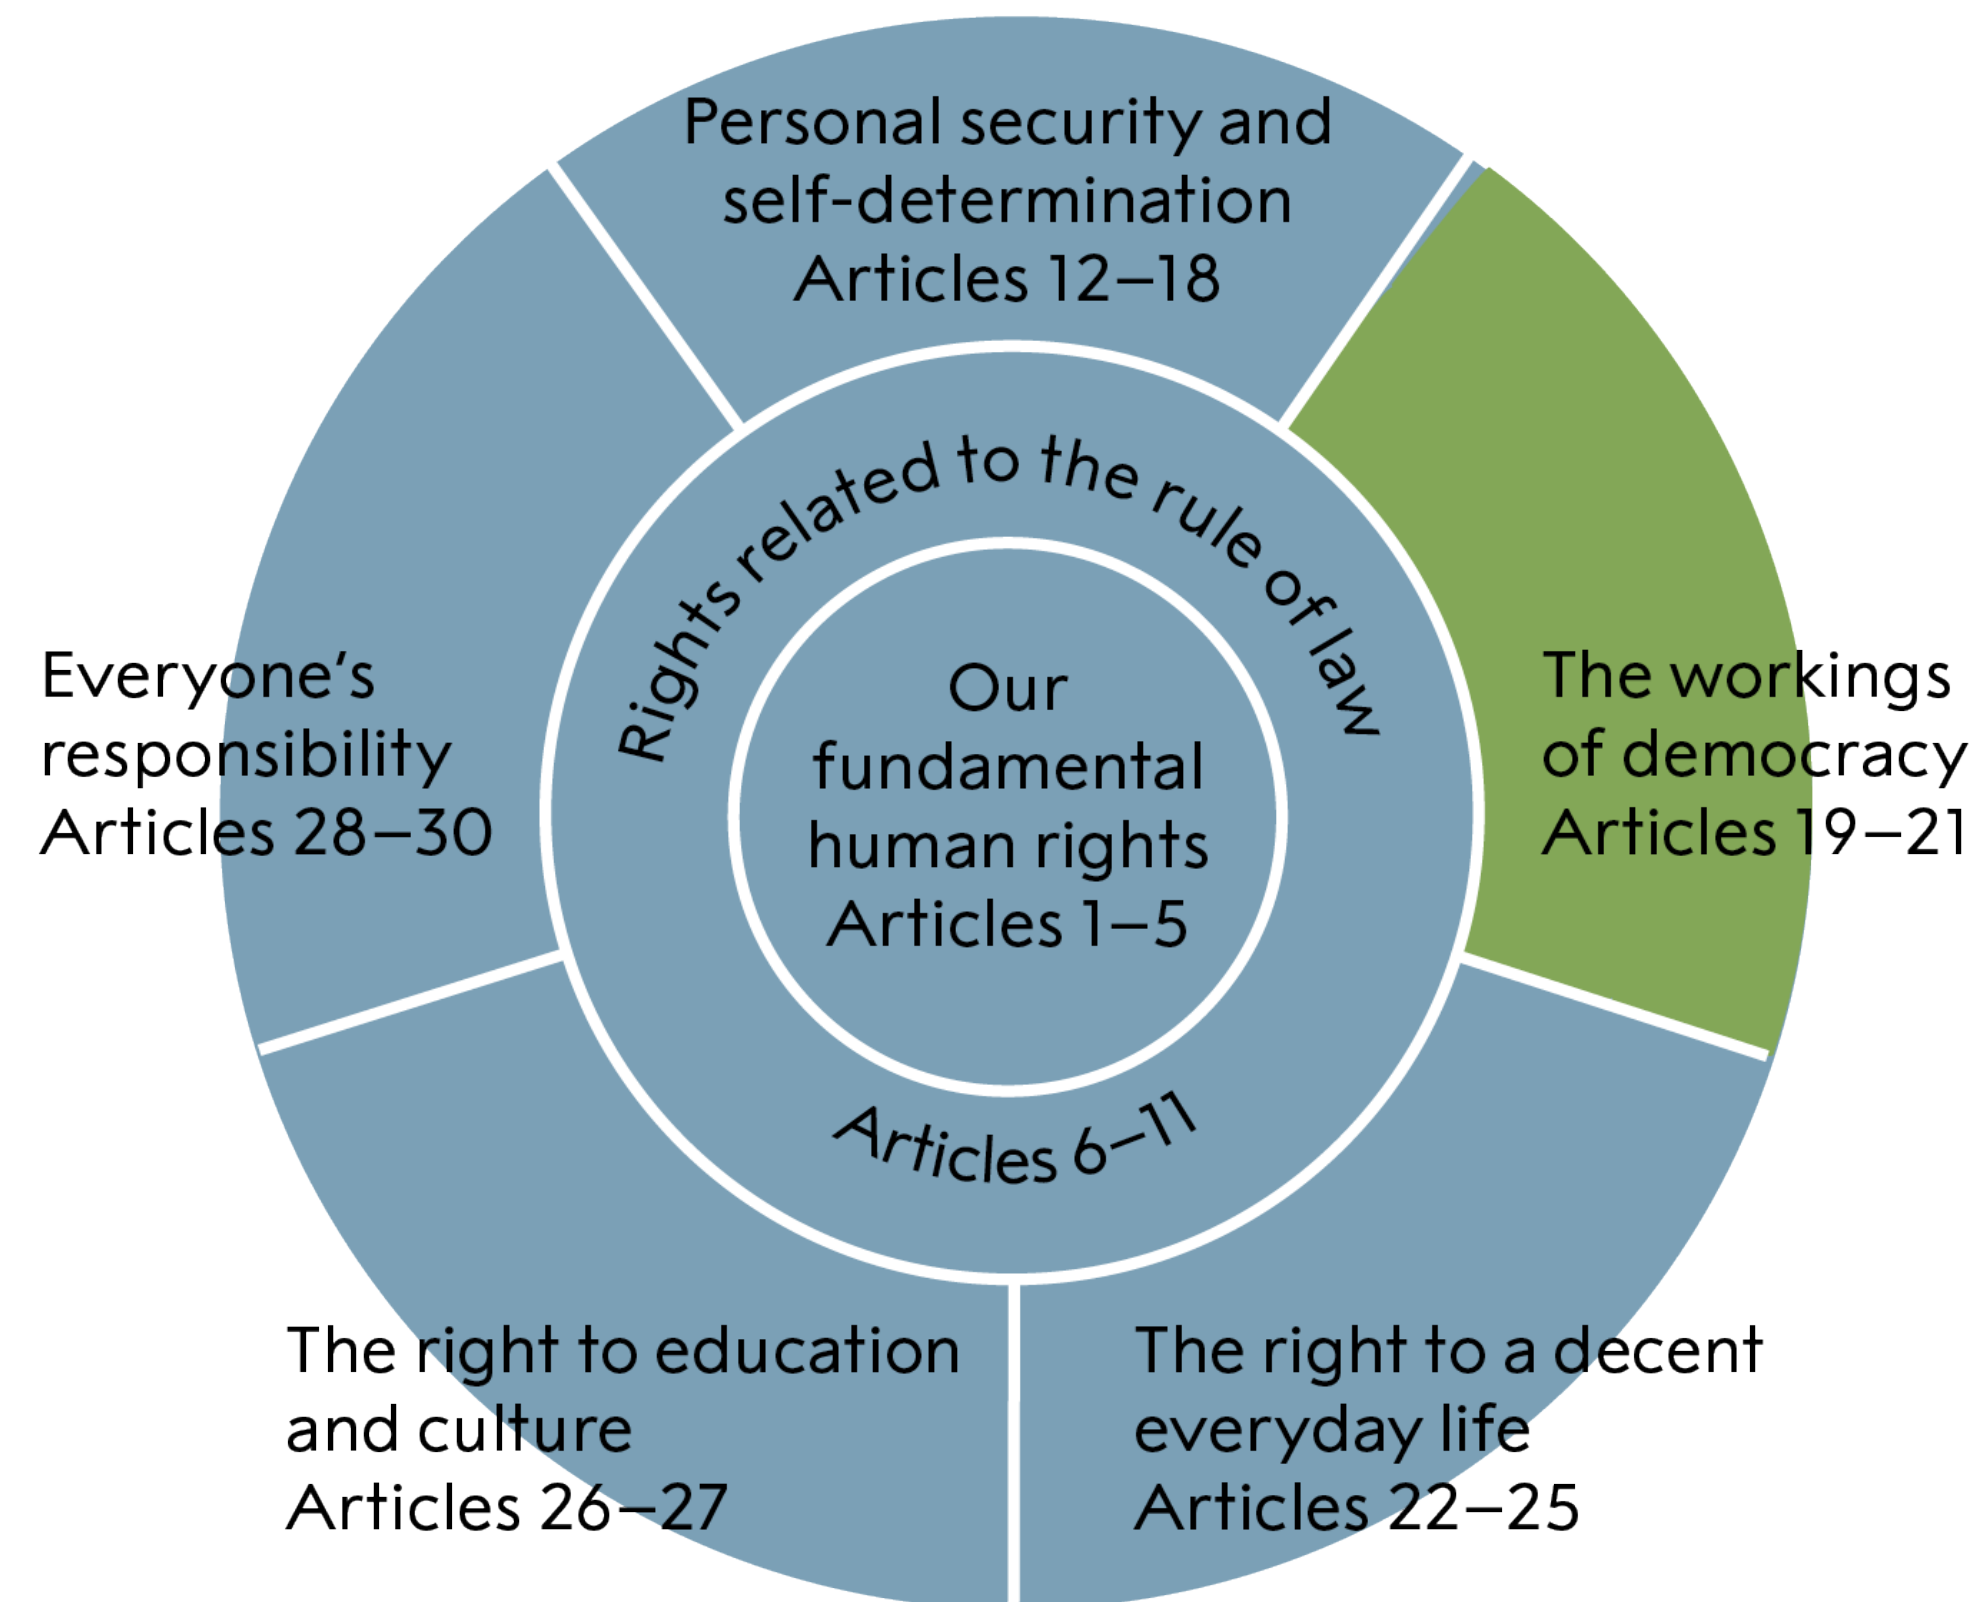 Personal security and
self-determination
Articles 12–18
Rights related to the rule of law
Our
fundamental
human rights
Articles 1–5
Articles 6–11
Everyone‘s
responsibility
Articles 28–30
The workings
of democracy
Articles 19–21
The right to education
and culture
Articles 26–27
The right to a decent
everyday life
Articles 22–25